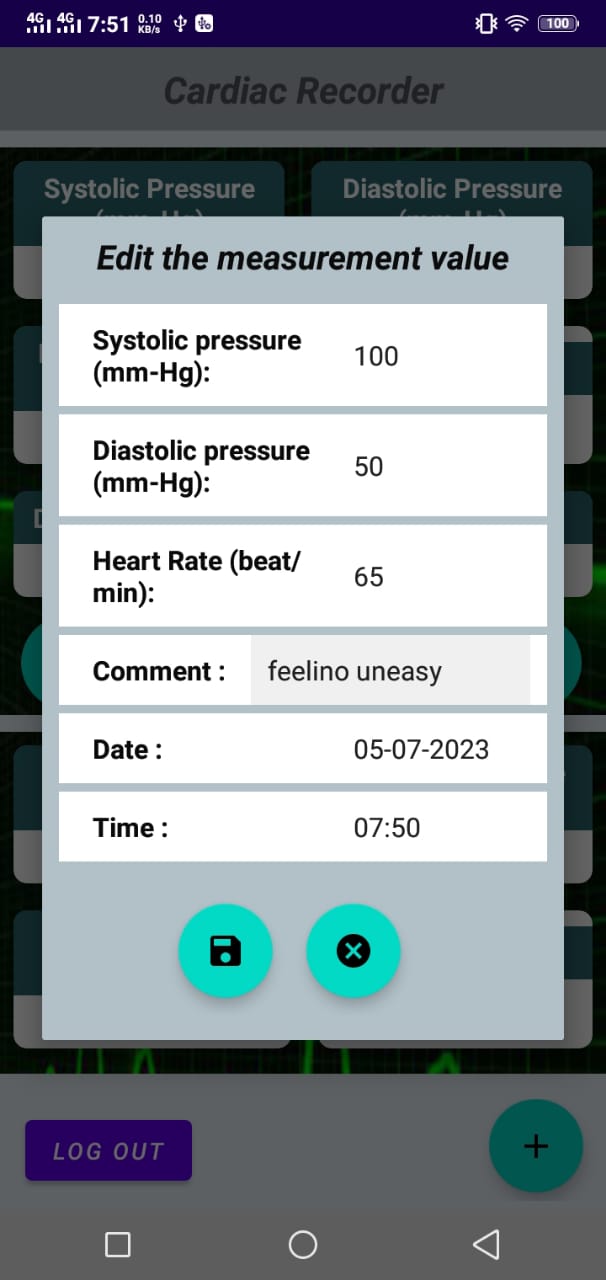 4G 4G 7:51 0.10 KB/s 100
Cardiac Recorder
Systolic Pressure Diastolic Pressure
Edit the measurement value
Systolic pressure
(mm-Hg):
100
Diastolic pressure
(mm-Hg):
50
Heart Rate (beat/
min):
65
Comment : feelino uneasy
Date : 05-07-2023
Time : 07:50
LOG OUT